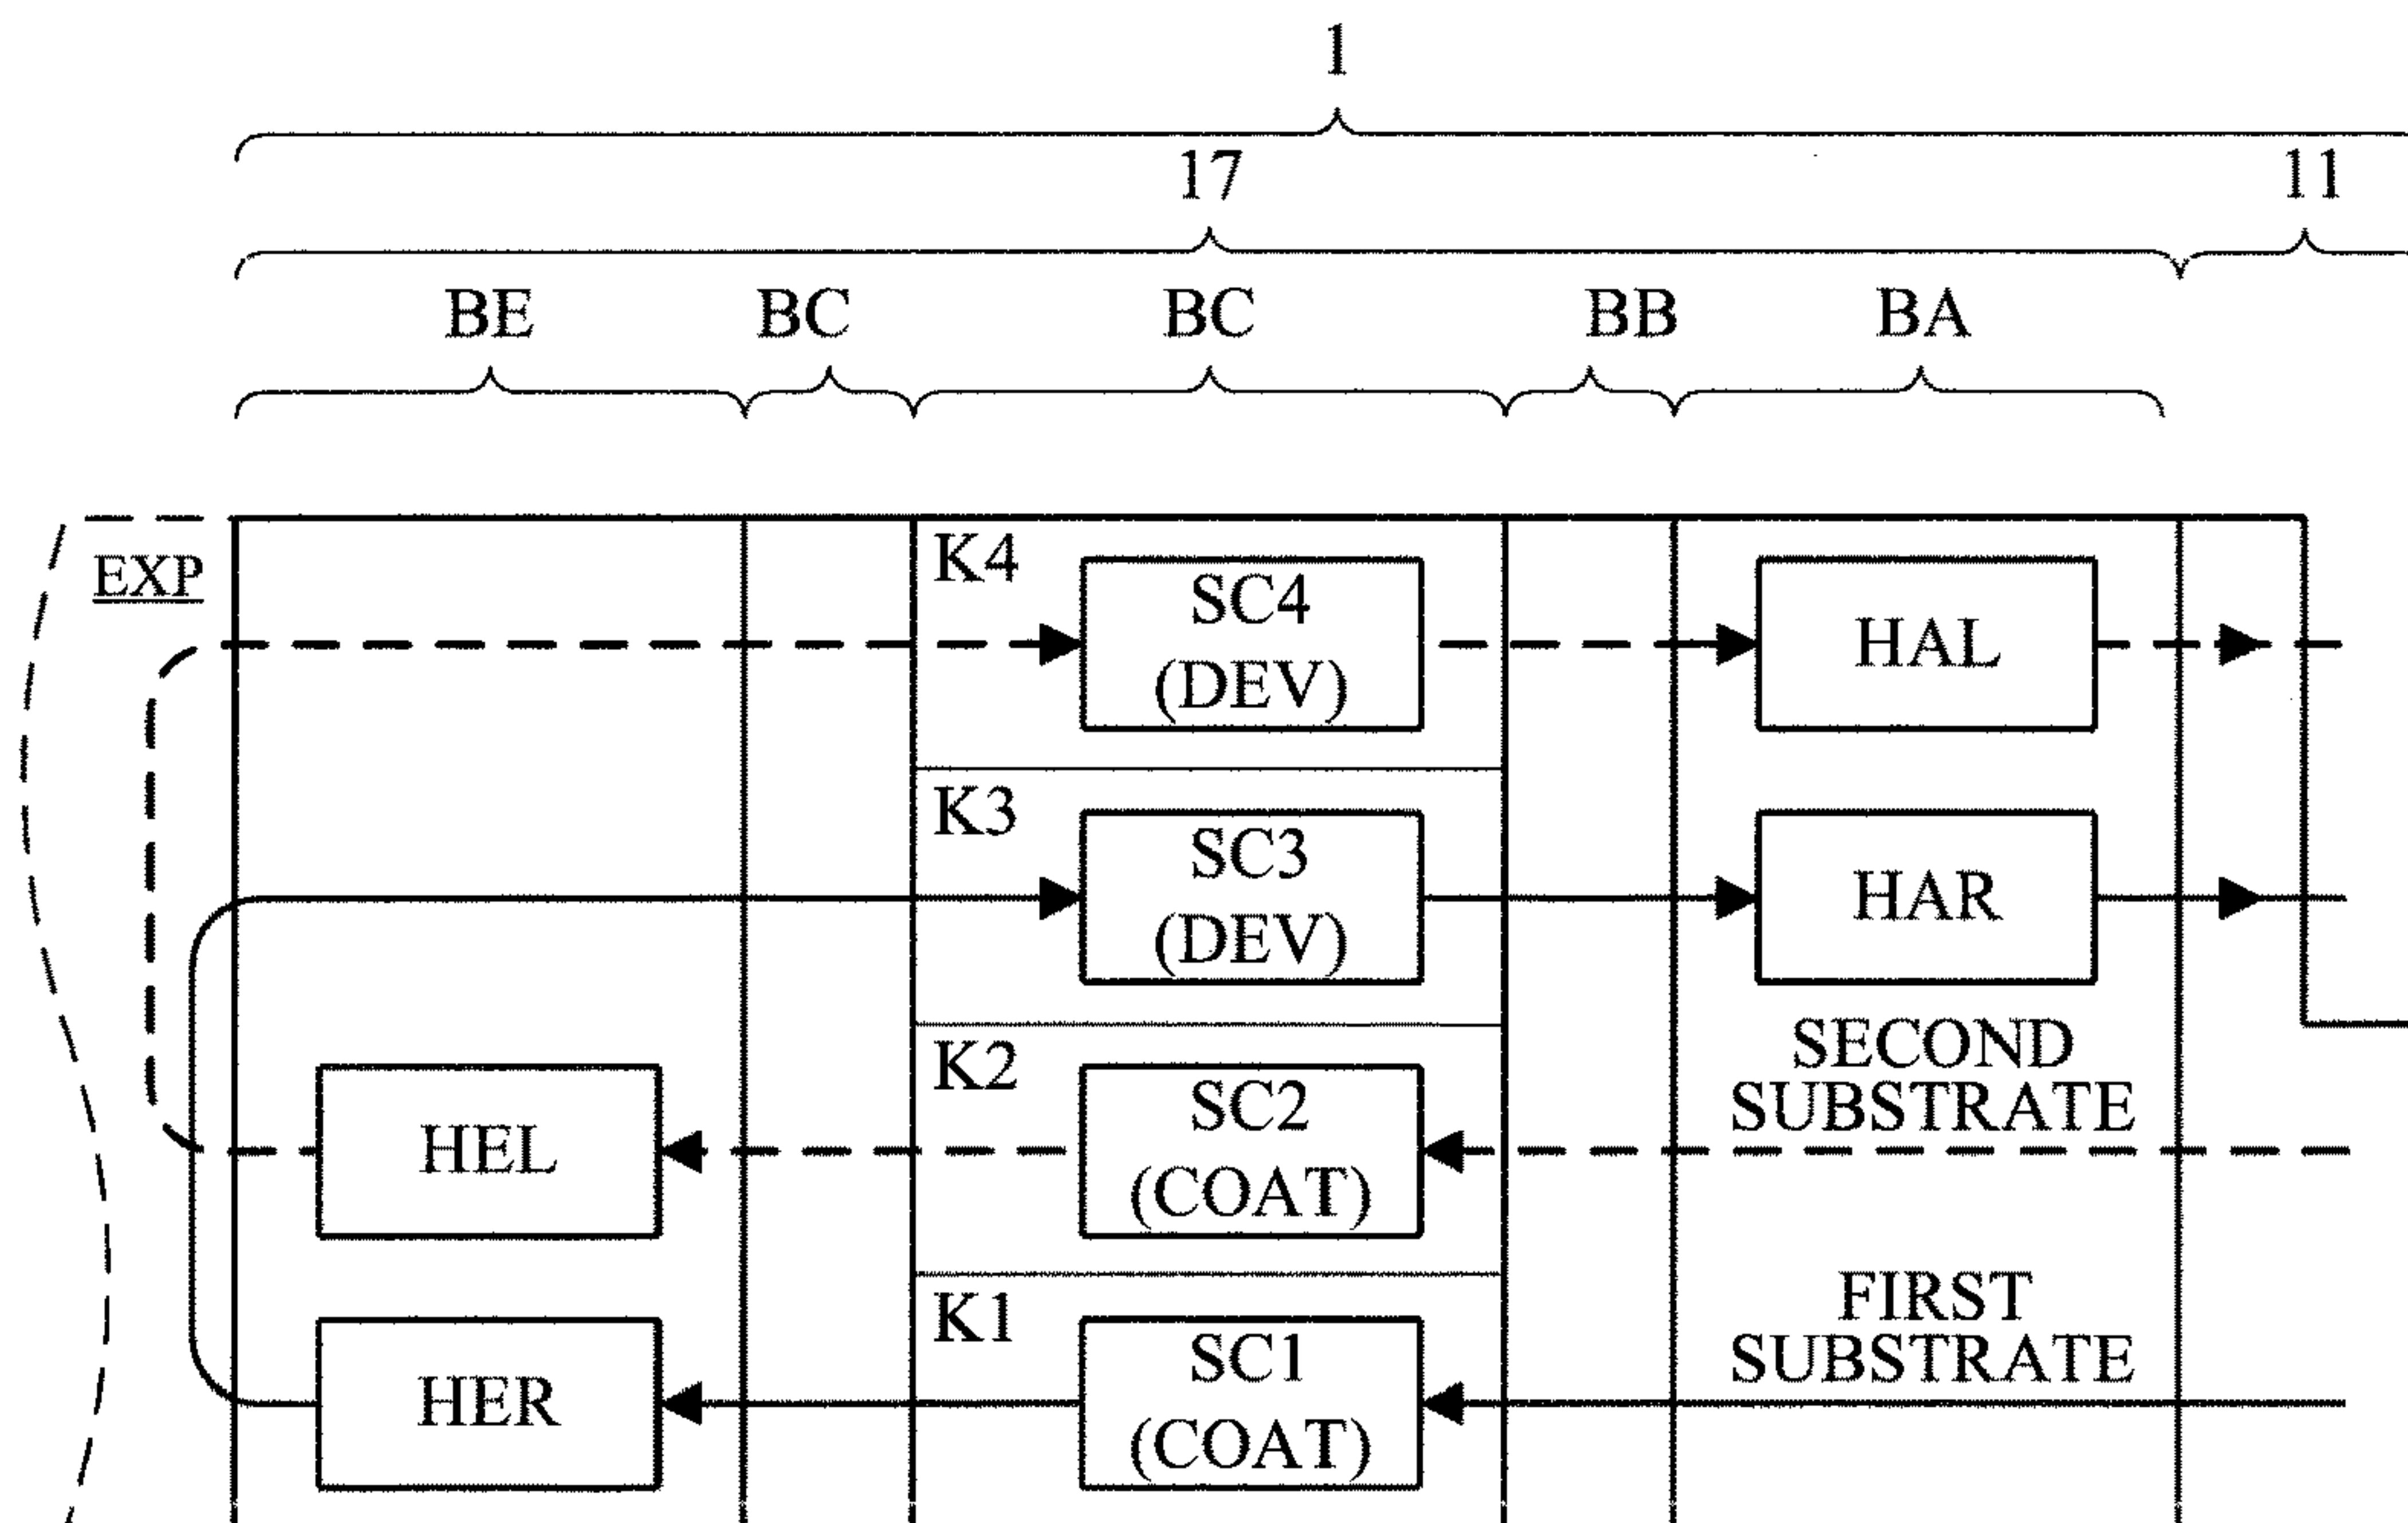 1
17 11
BE BC BC BB BA
EXP
K4
SC4
(DEV)
HAL
K3
SC3
(DEV)
HAR
K2
SC2
(COAT)
HEL
SECOND
SUBSTRATE
K1
SC1
(COAT)
HER
FIRST
SUBSTRATE